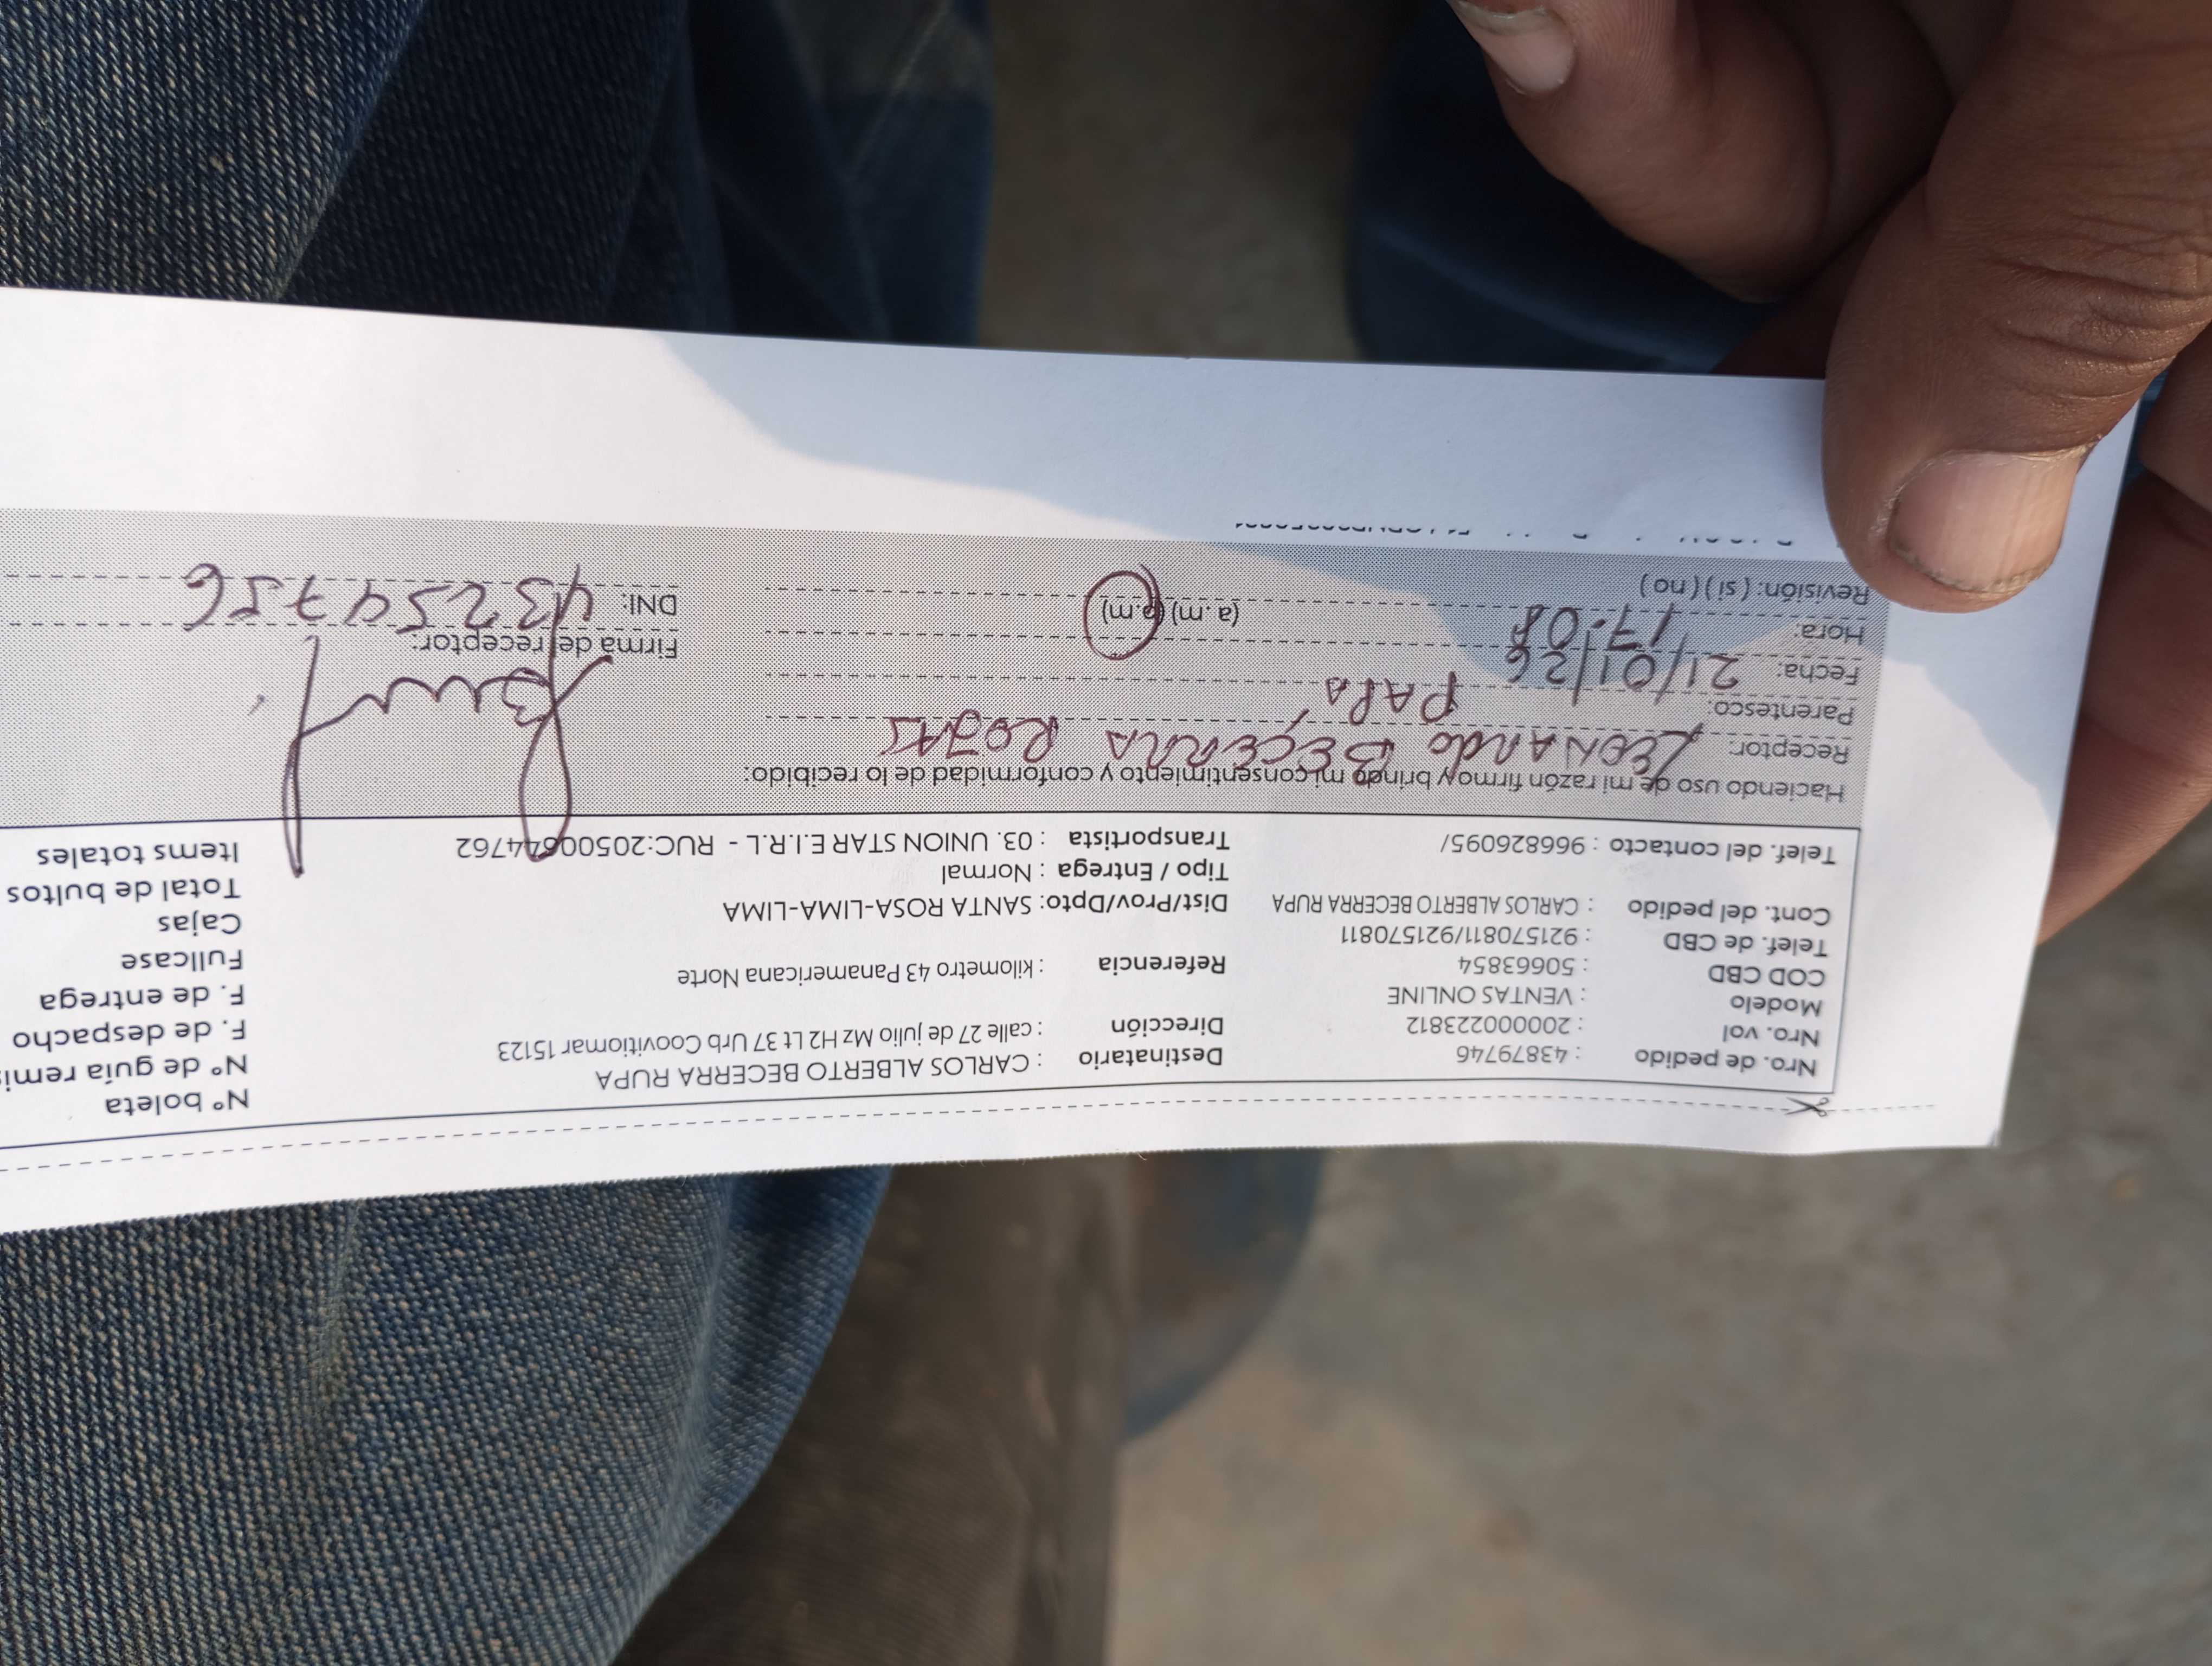 Nro. de pedido : 43879746 Destinatario : CARLOS ALBERTO BECERRA RUPA N° boleta
Nro. vol : 20000223812 Dirección : calle 27 de julio Mz H2 Lt 37 Urb Coovitiomar 15123 N° de guía remi
Modelo : VENTAS ONLINE F. de despacho
COD CBD : 50663854 Referencia : kilometro 43 Panamericana Norte F. de entrega
Telef. de CBD : 921570811/921570811 Fullcase
Cont. del pedido : CARLOS ALBERTO BECERRA RUPA Dist/Prov/Dpto: SANTA ROSA-LIMA-LIMA Cajas
Tipo / Entrega : Normal Total de bultos
Telef. del contacto : 966826095/ Transportista : 03. UNION STAR E.I.R.L - RUC:20500644762 Items totales
Haciendo uso de mi razón firmo y brindo mi consentimiento y conformidad de lo recibido:
Receptor: LEONARDO BECERRA ROJAS
Parentesco: PAPA
Fecha: 21/01/26 Firma de receptor:
Hora: 17:08 (a.m) (p.m) DNI: 43254756
Revisión: ( si ) ( no )